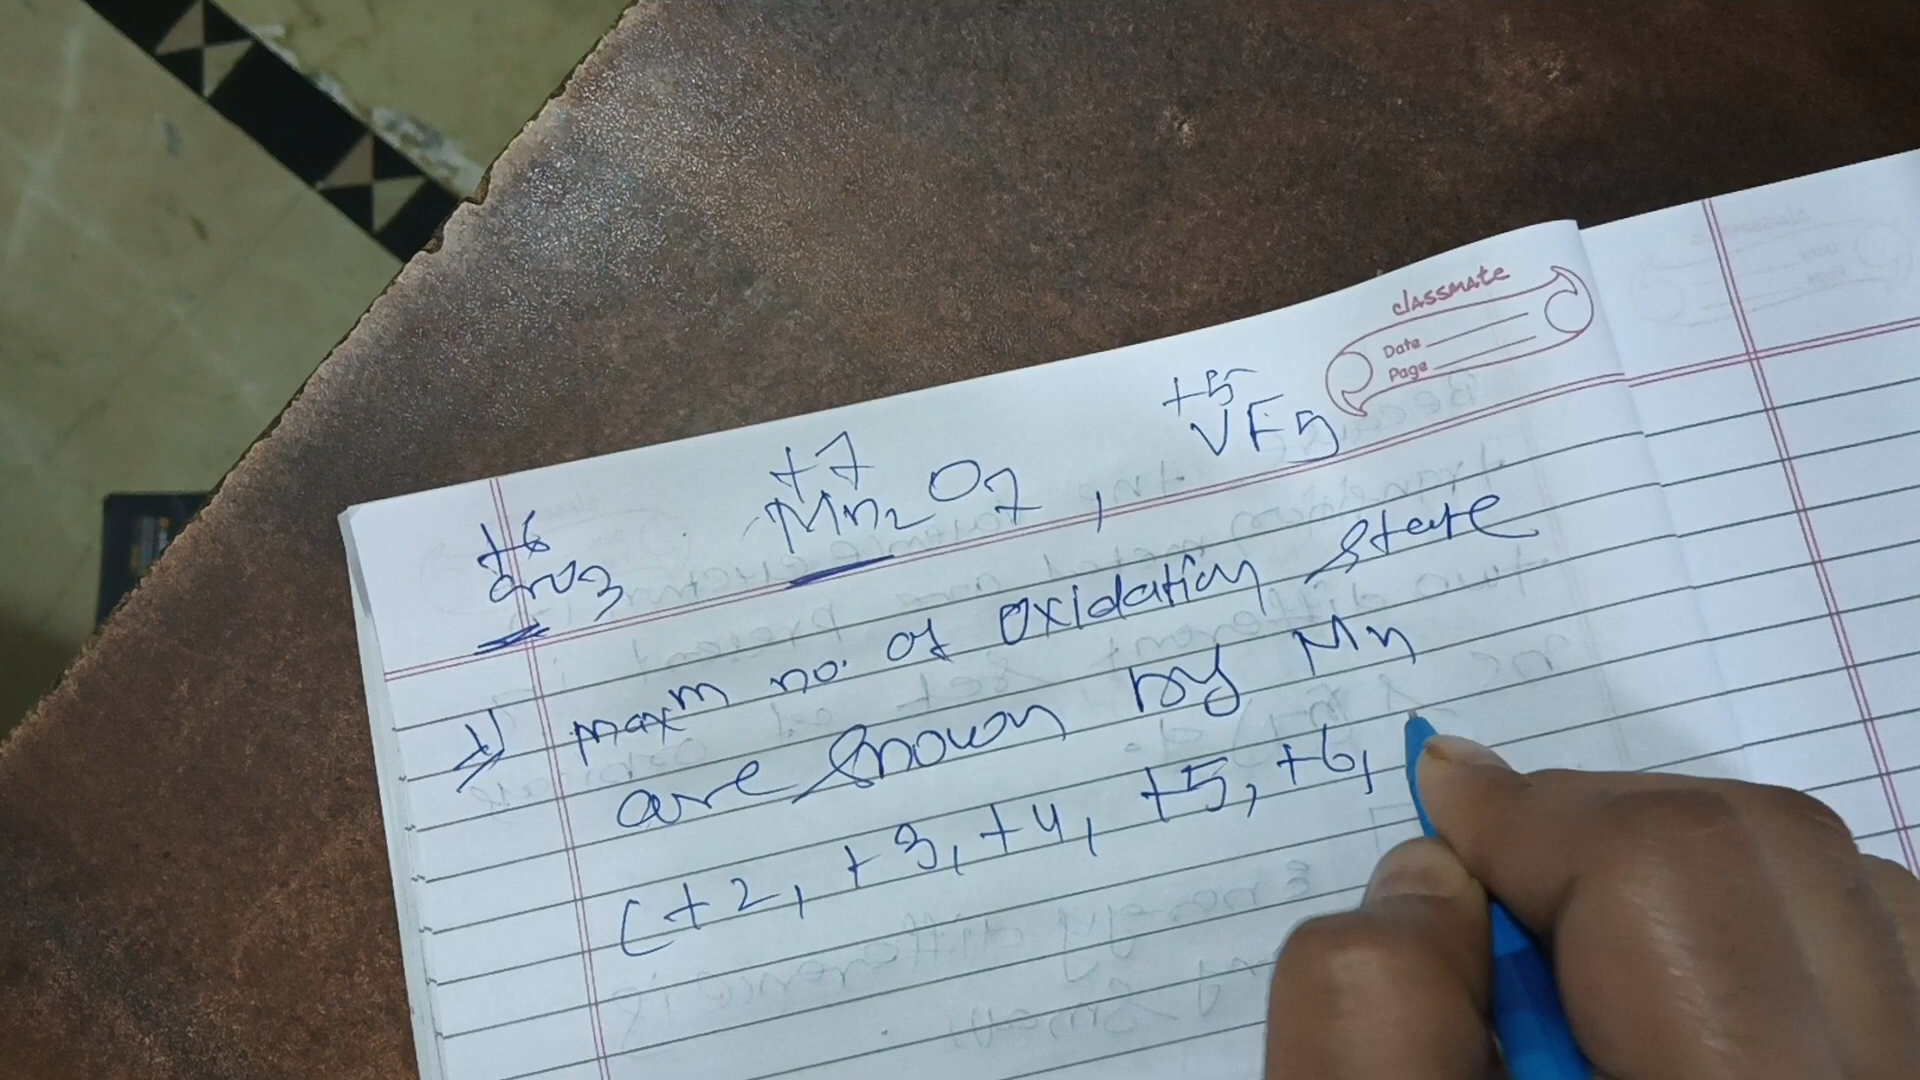 classmate
Date
Page
+6 +7 +5
CrO3 Mn2O7, VF5
1) maxm no. of oxidation state
are shown by Mn
(+2, +3, +4, +5, +6,